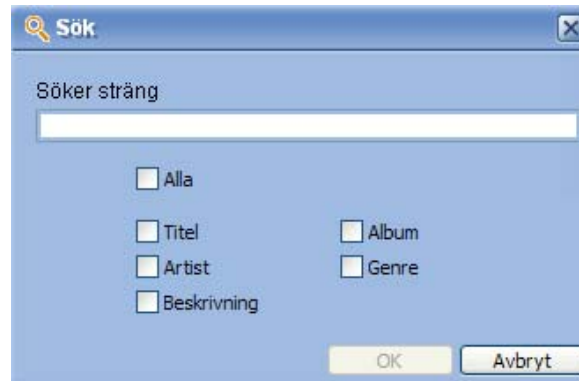 Sök
Söker sträng
Alla
Titel Album
Artist Genre
Beskrivning
OK Avbryt